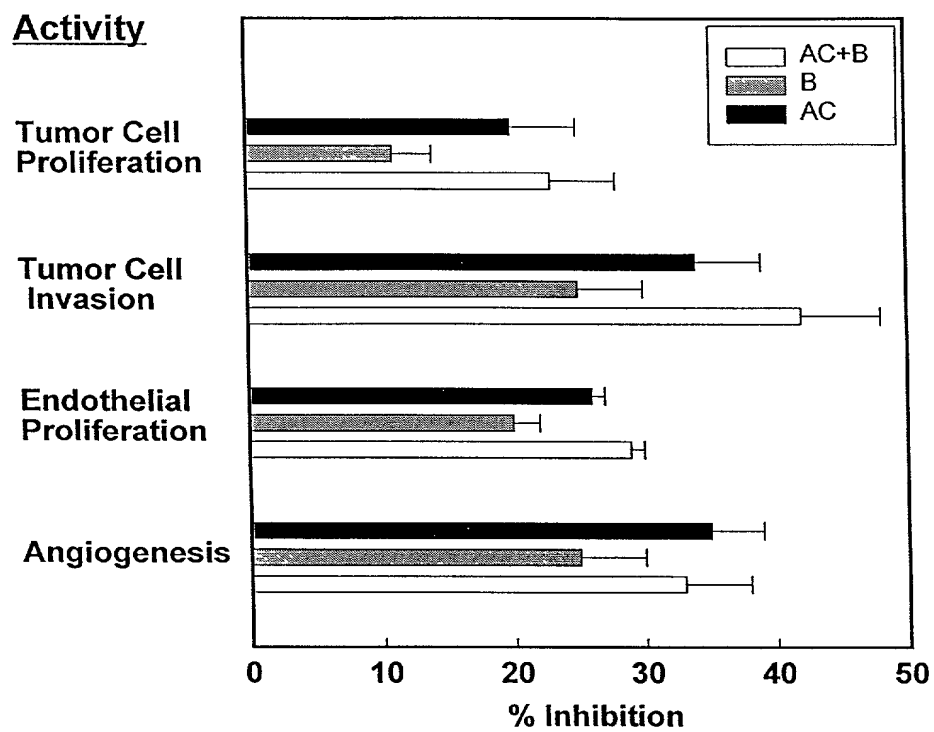 Activity
AC+B
B
AC
Tumor Cell
Proliferation
Tumor Cell
Invasion
Endothelial
Proliferation
Angiogenesis
0 10 20 30 40 50
% Inhibition